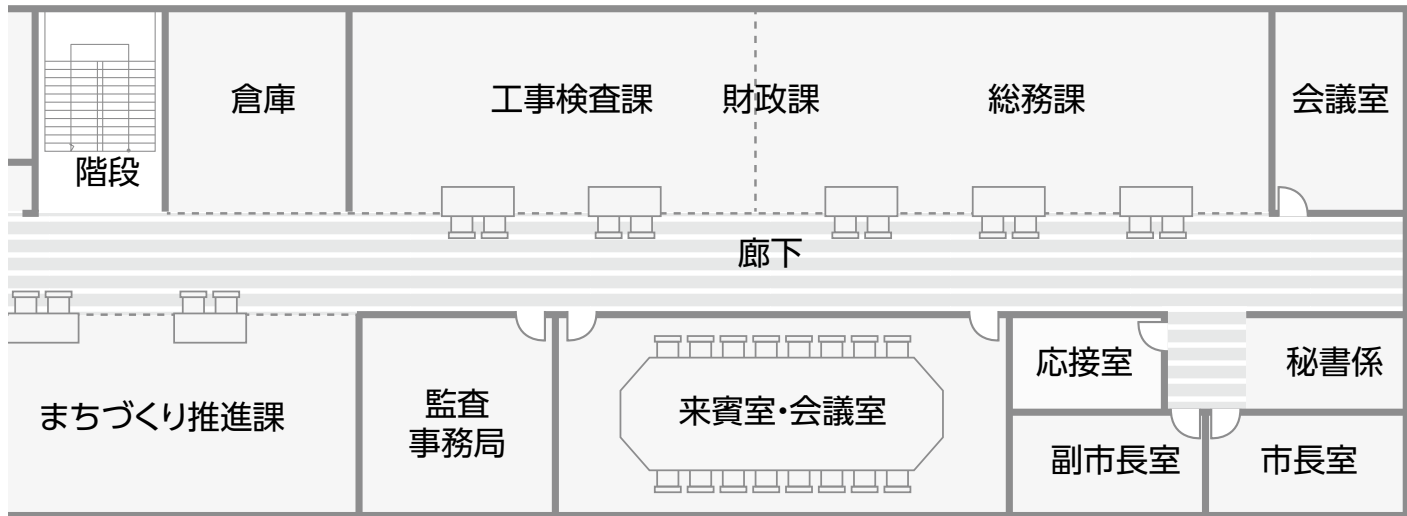 倉庫
工事検査課
財政課
総務課
会議室
階段
廊下
応接室
秘書係
まちづくり推進課
監査
事務局
来賓室・会議室
副市長室
市長室